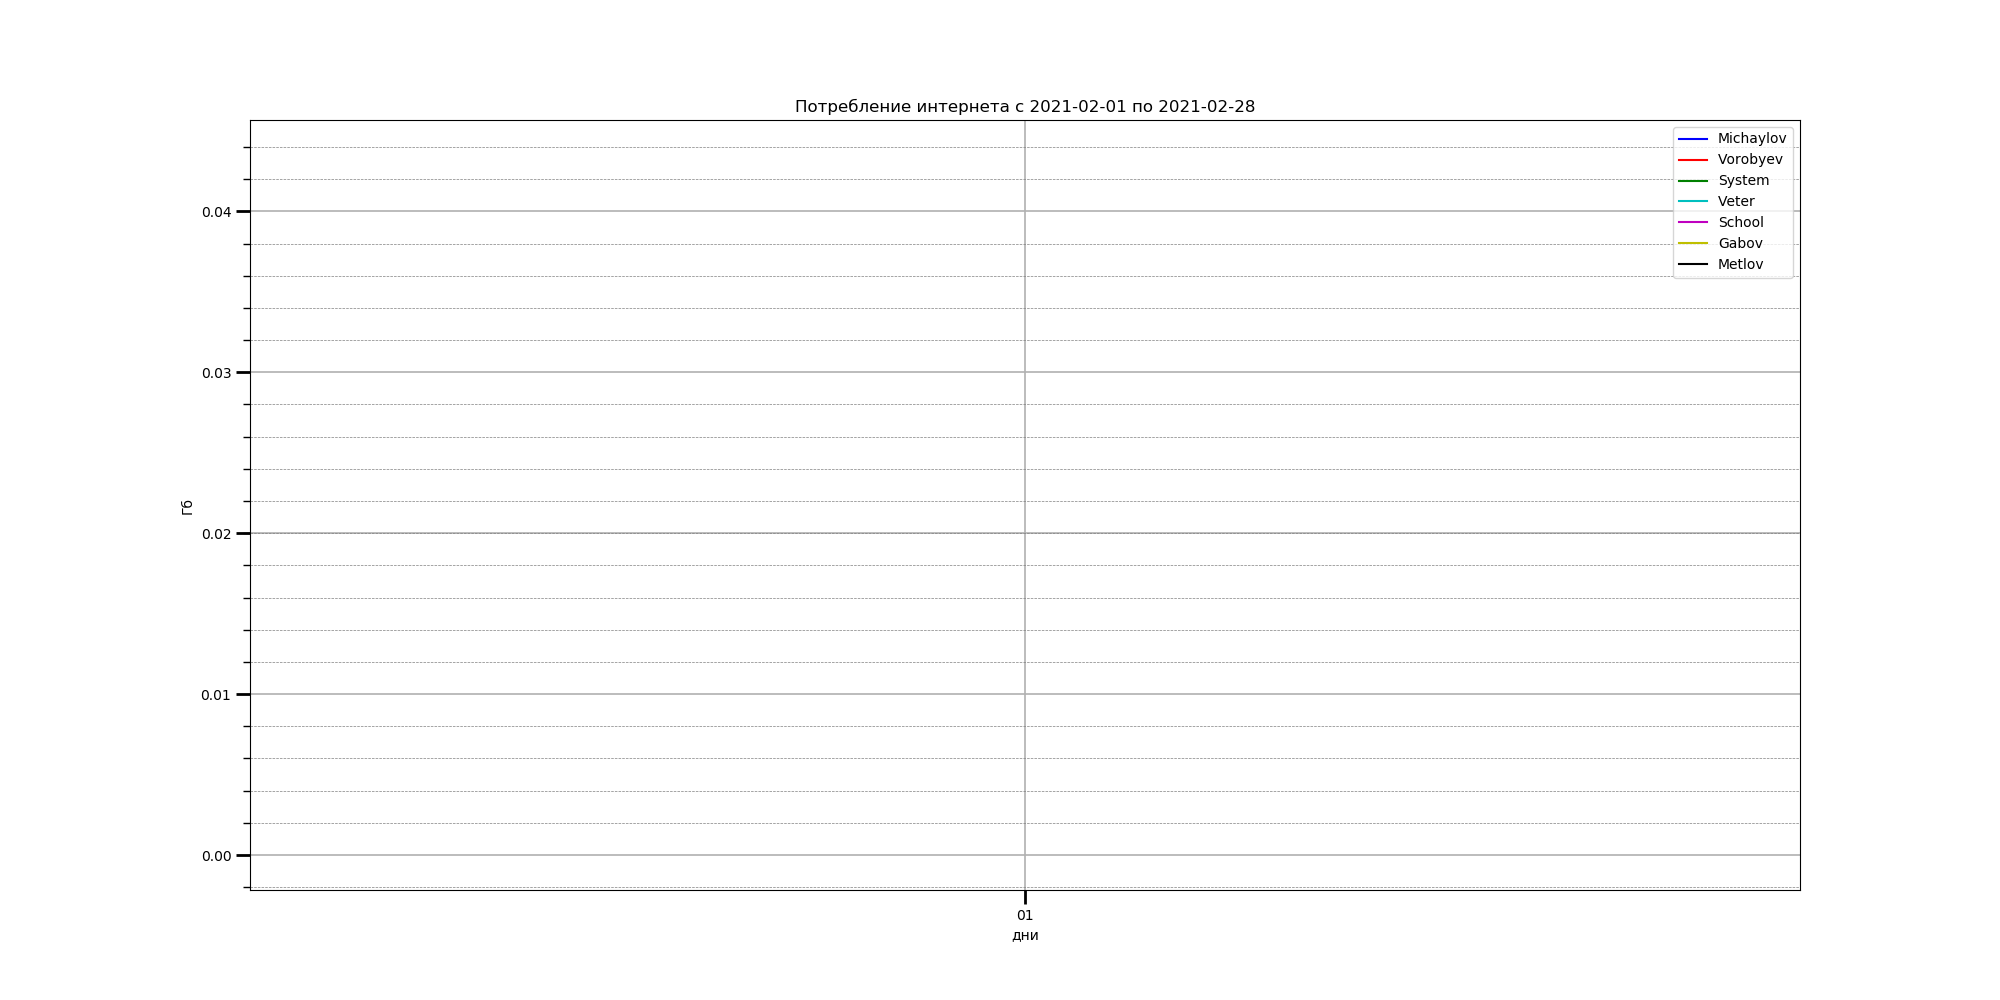 Потребление интернета с 2021-02-01 по 2021-02-28
Michaylov
Vorobyev
System
Veter
School
Gabov
Metlov
0.04
0.03
0.02
0.01
0.00
Гб
01
дни